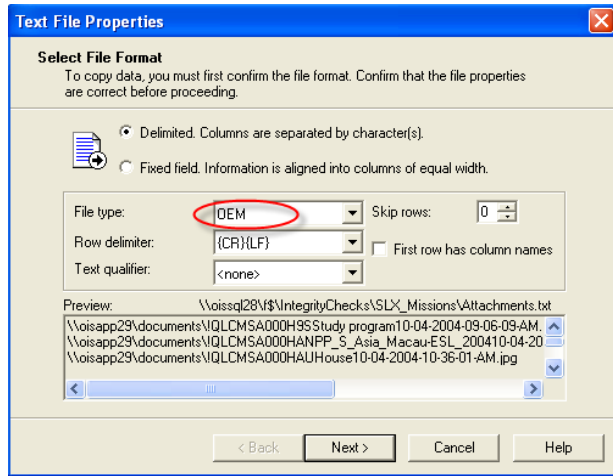 Text File Properties
Select File Format
To copy data, you must first confirm the file format. Confirm that the file properties
are correct before proceeding.
Delimited. Columns are separated by character(s).
Fixed field. Information is aligned into columns of equal width.
File type: OEM Skip rows: 0
Row delimiter: {CR}{LF} First row has column names
Text qualifier: <none>
Preview: \\oissql28\f$\IntegrityChecks\SLX_Missions\Attachments.txt
\\oisapp29\documents\!QLCMSA000H9SStudy program10-04-2004-09-06-09-AM.
\\oisapp29\documents\!QLCMSA000HANPP_S_Asia_Macau-ESL_200410-04-20
\\oisapp29\documents\!QLCMSA000HAUHouse10-04-2004-10-36-01-AM.jpg
< Back Next > Cancel Help